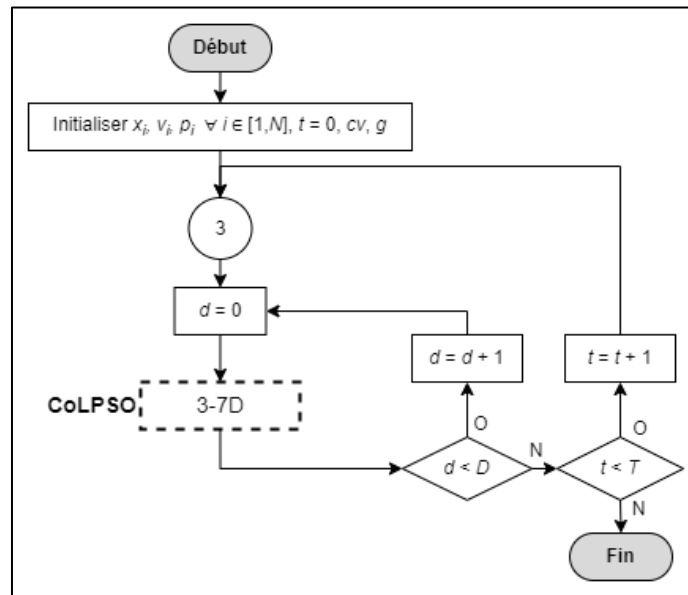 Début
Initialiser xᵢ, vᵢ, pᵢ ∀ i ∈ [1,N], t = 0, cv, g
3
d = 0
d = d + 1
t = t + 1
CoLPSO
3-7D
O
O
d < D
N
t < T
N
Fin